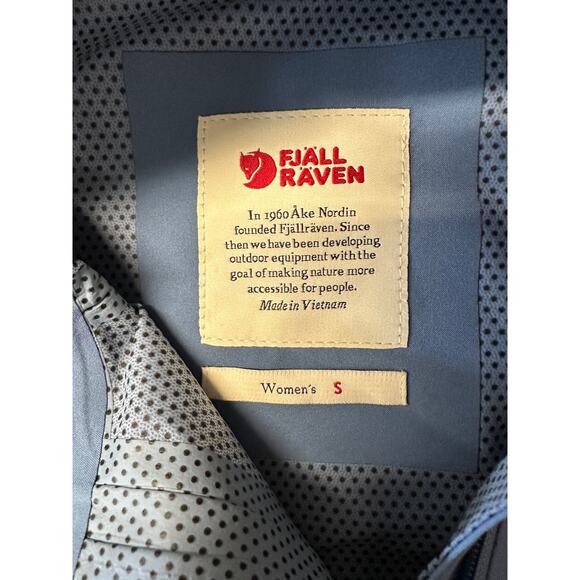 FJÄLL
RÄVEN
In 1960 Åke Nordin
founded Fjällräven. Since
then we have been developing
outdoor equipment with the
goal of making nature more
accessible for people.
Made in Vietnam
Women's S